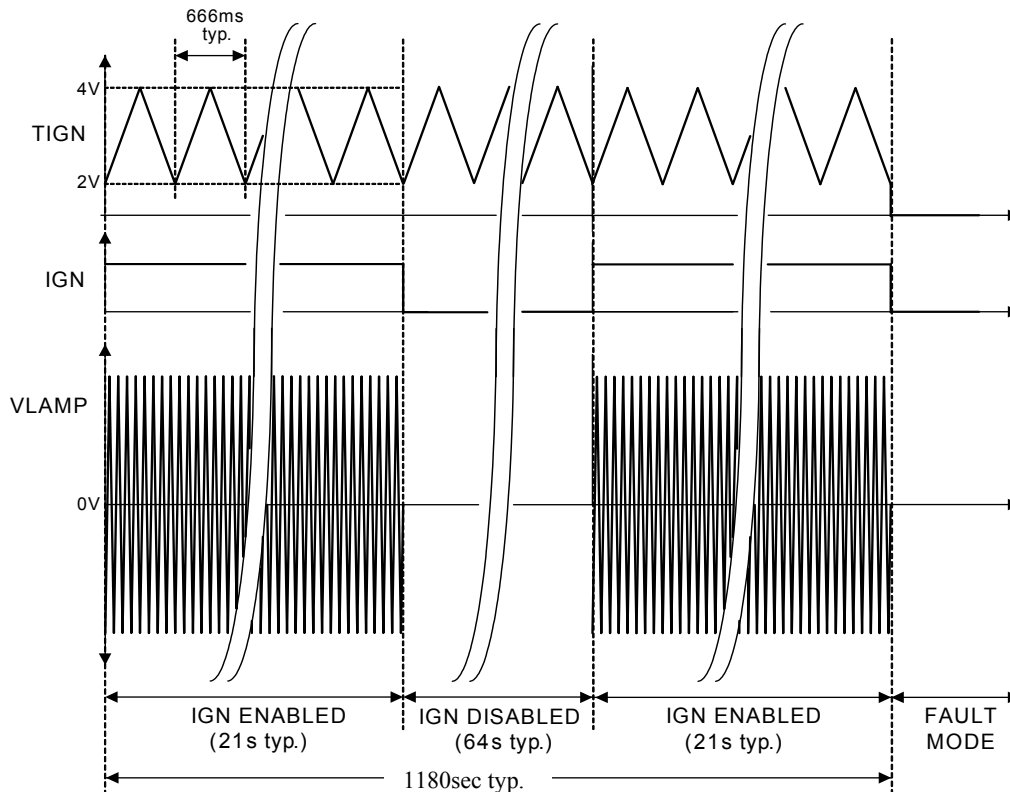 666ms
typ.
4V
TIGN
2V
IGN
VLAMP
0V
IGN ENABLED
(21s typ.)
IGN DISABLED
(64s typ.)
IGN ENABLED
(21s typ.)
FAULT
MODE
1180sec typ.